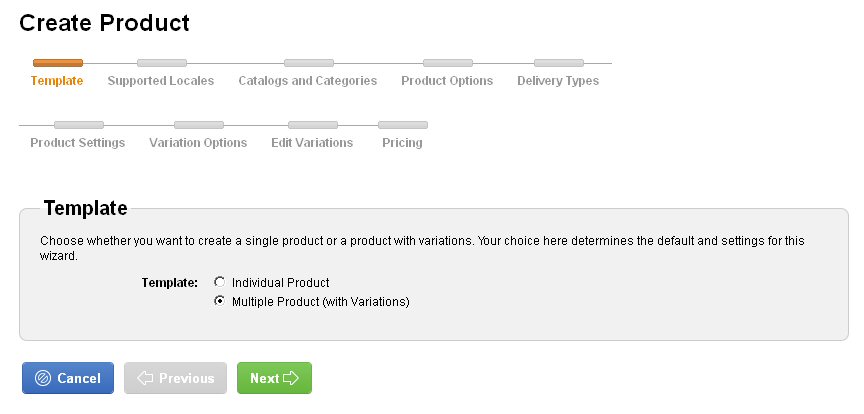 Create Product
Template Supported Locales Catalogs and Categories Product Options Delivery Types
Product Settings Variation Options Edit Variations Pricing
Template
Choose whether you want to create a single product or a product with variations. Your choice here determines the default and settings for this
wizard.
Template: Individual Product
Multiple Product (with Variations)
Cancel Previous Next